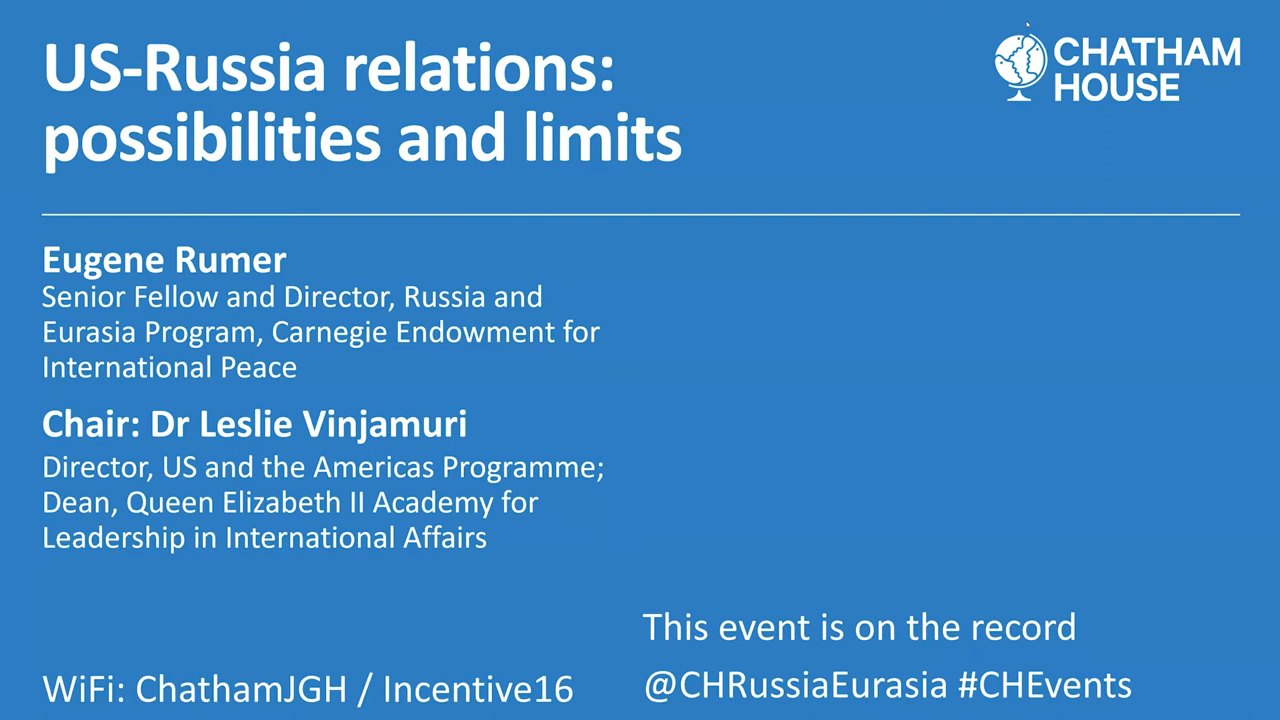 US-Russia relations:
possibilities and limits
CHATHAM
HOUSE
Eugene Rumer
Senior Fellow and Director, Russia and
Eurasia Program, Carnegie Endowment for
International Peace
Chair: Dr Leslie Vinjamuri
Director, US and the Americas Programme;
Dean, Queen Elizabeth II Academy for
Leadership in International Affairs
This event is on the record
WiFi: ChathamJGH / Incentive16
@CHRussiaEurasia #CHEvents